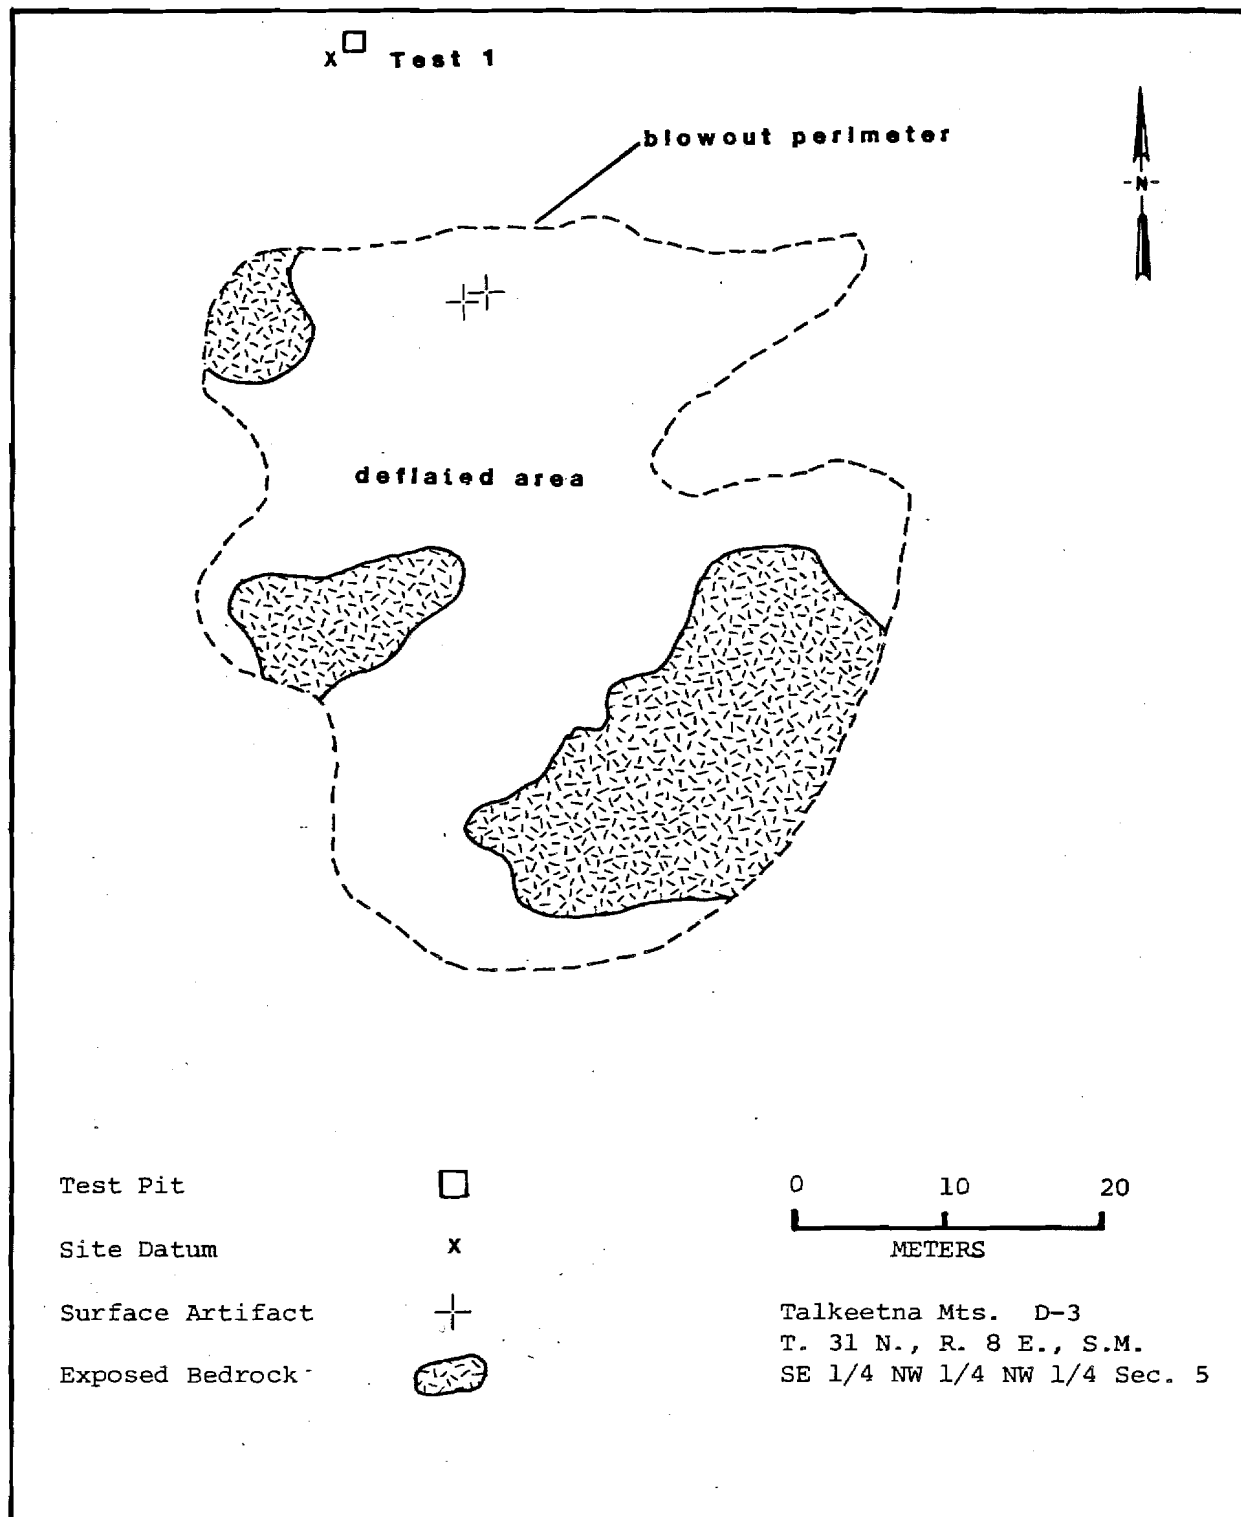 x Test 1
blowout perimeter
-N-
deflated area
Test Pit
Site Datum x
Surface Artifact
Exposed Bedrock
0 10 20
METERS
Talkeetna Mts. D-3
T. 31 N., R. 8 E., S.M.
SE 1/4 NW 1/4 NW 1/4 Sec. 5